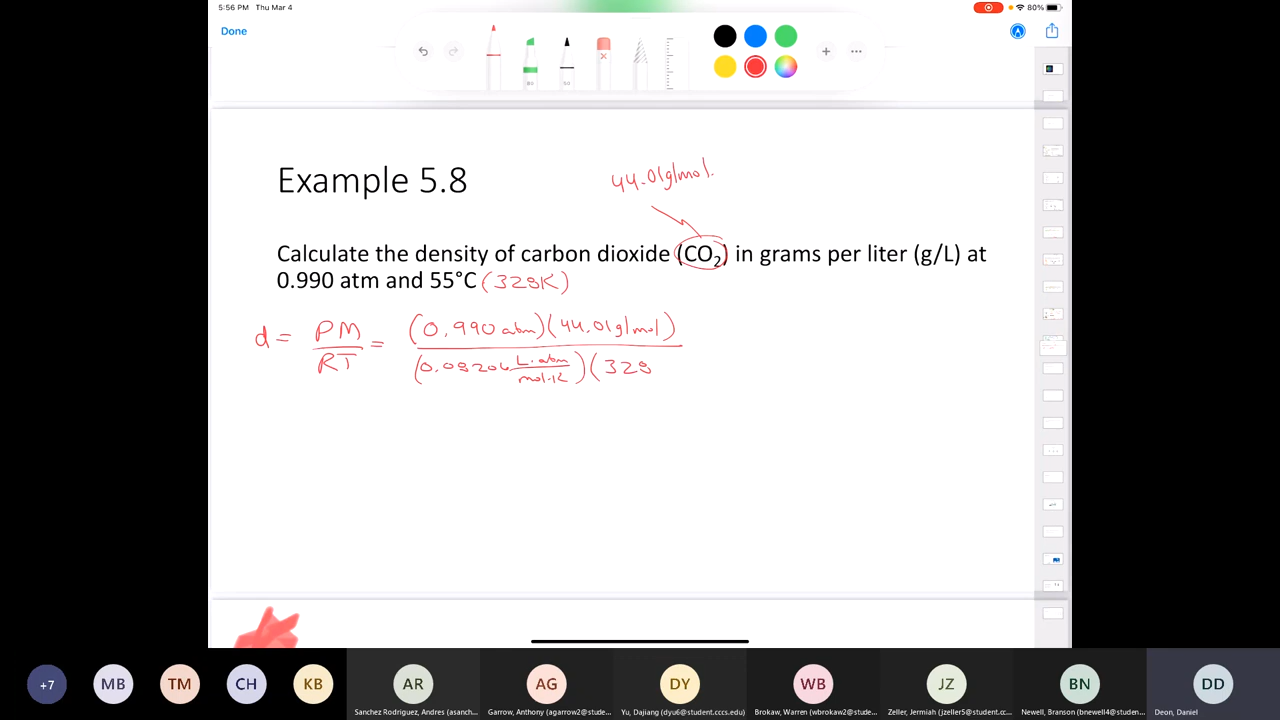 5:56 PM Thu Mar 4
80%
Done
Example 5.8
44.01g/mol.
Calculate the density of carbon dioxide (CO₂) in grams per liter (g/L) at
0.990 atm and 55°C (328K)
d = PM/RT = (0.990 atm)(44.01g/mol)/(0.08206 L·atm/mol·K)(328
+7
MB
TM
CH
KB
AR
AG
DY
WB
JZ
BN
DD
Sanchez Rodriguez, Andres (asanch...
Garrow, Anthony (agarrow2@stude...
Yu, Dajiang (dyu6@student.cccs.edu)
Brokaw, Warren (wbrokaw2@stude...
Zeller, Jermiah (jzeller5@student.cc...
Newell, Branson (bnewell4@studen...
Deon, Daniel